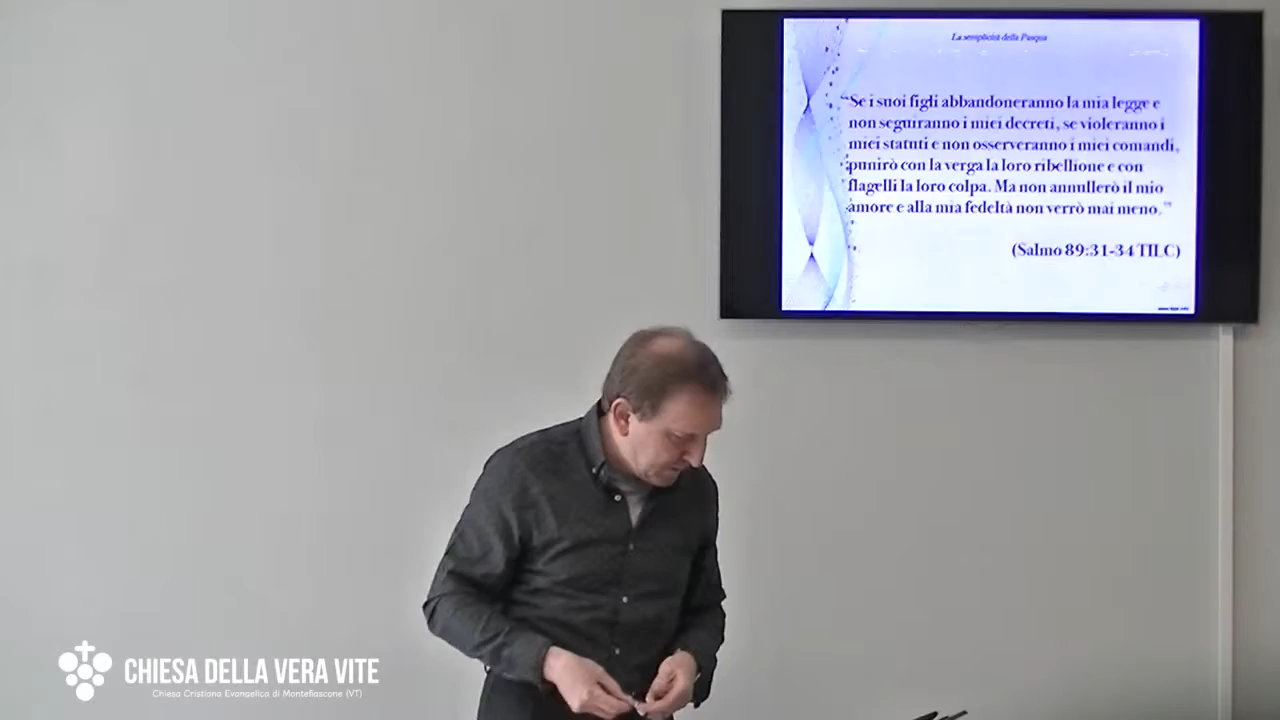 La semplicità della Pasqua
“Se i suoi figli abbandoneranno la mia legge e
non seguiranno i miei decreti, se violeranno i
miei statuti e non osserveranno i miei comandi,
punirò con la verga la loro ribellione e con
flagelli la loro colpa. Ma non annullerò il mio
amore e alla mia fedeltà non verrò mai meno.”
(Salmo 89:31-34 TILC)
CHIESA DELLA VERA VITE
Chiesa Cristiana Evangelica di Montefiascone (VT)